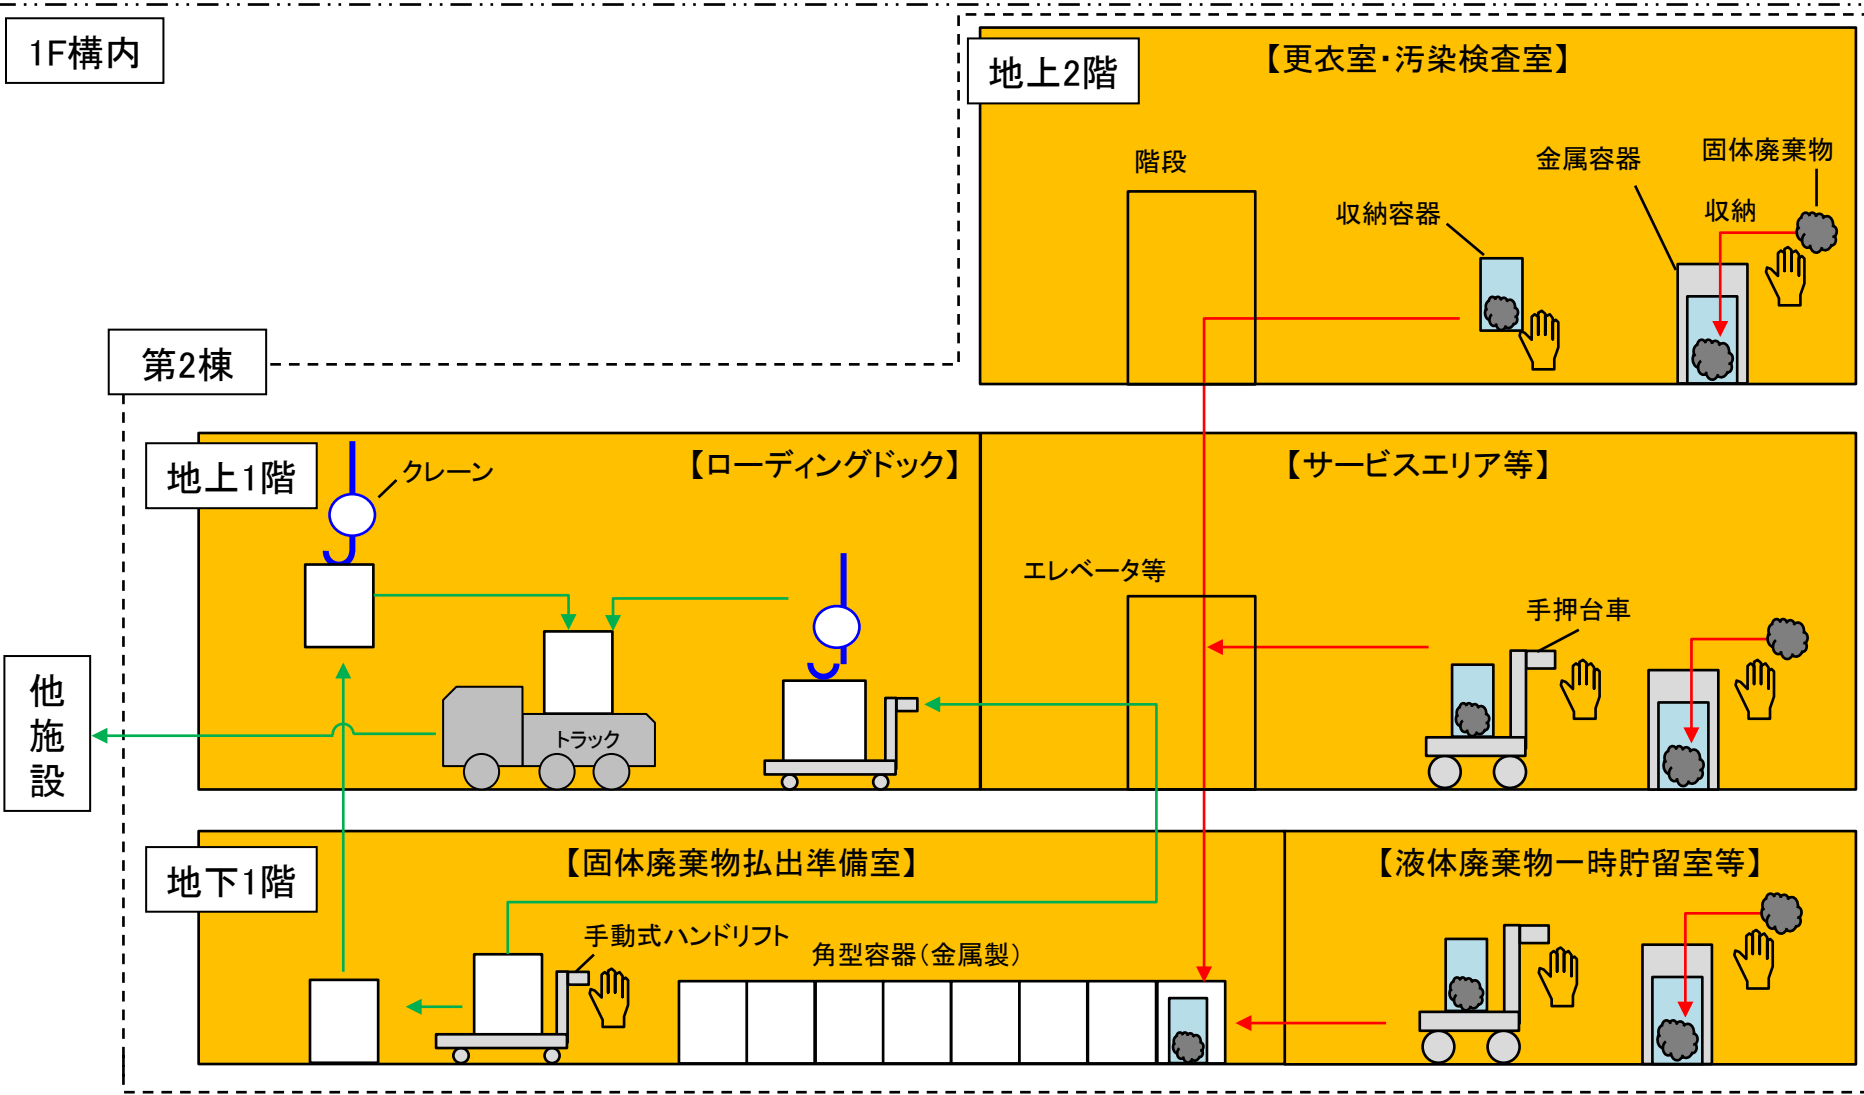 1F構内
地上2階
【更衣室・汚染検査室】
階段
収納容器
金属容器
固体廃棄物
収納
第2棟
地上1階
クレーン
【ローディングドック】
【サービスエリア等】
エレベータ等
手押台車
トラック
他施設
地下1階
【固体廃棄物払出準備室】
【液体廃棄物一時貯留室等】
手動式ハンドリフト
角型容器（金属製）